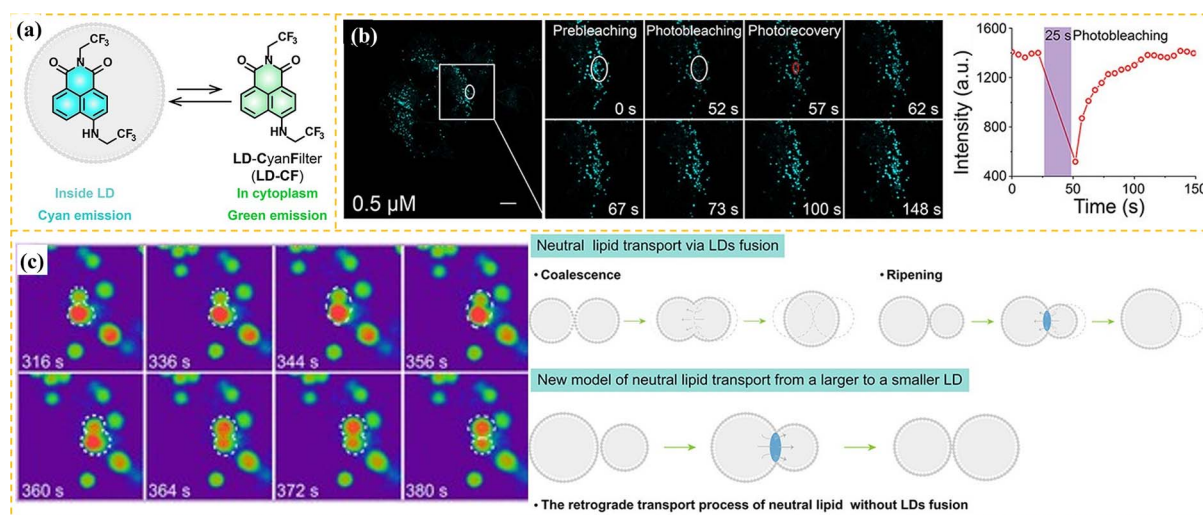 (a)
CF₃
O N O
HN CF₃
CF₃
O N O
HN CF₃
LD-CyanFilter
(LD-CF)
Inside LD
Cyan emission
In cytoplasm
Green emission
(b)
0.5 μM
Prebleaching
0 s
Photobleaching
52 s
Photorecovery
57 s
62 s
67 s
73 s
100 s
148 s
Intensity (a.u.)
1600
1200
800
400
25 s Photobleaching
0 50 100 150
Time (s)
(c)
316 s
336 s
344 s
356 s
360 s
364 s
372 s
380 s
Neutral lipid transport via LDs fusion
• Coalescence
• Ripening
New model of neutral lipid transport from a larger to a smaller LD
• The retrograde transport process of neutral lipid without LDs fusion